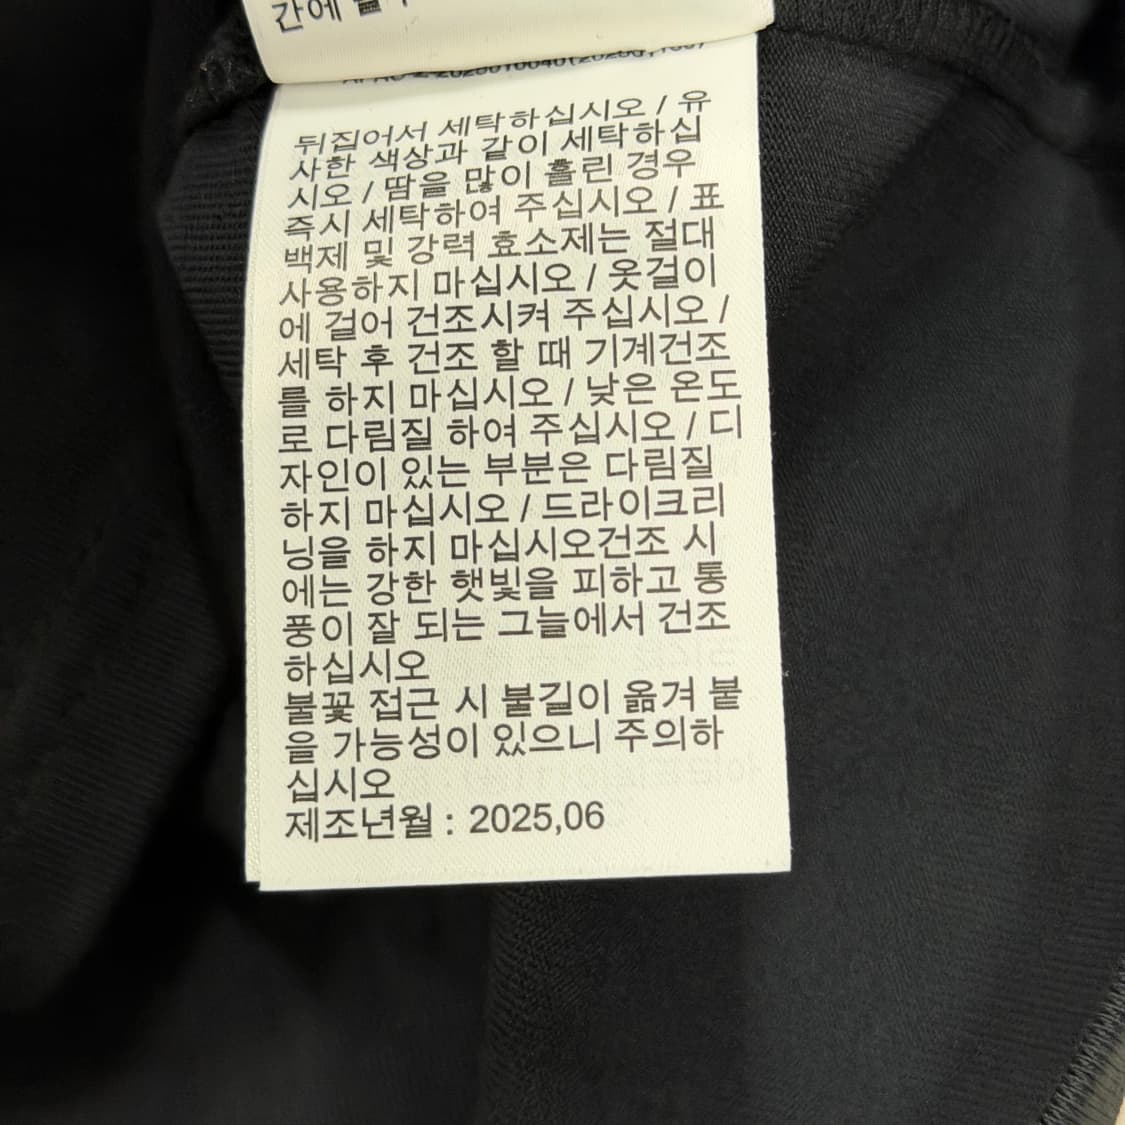 간에
뒤집어서 세탁하십시오 / 유
사한 색상과 같이 세탁하십
시오 / 땀을 많이 흘린 경우
즉시 세탁하여 주십시오 / 표
백제 및 강력 효소제는 절대
사용하지 마십시오 / 옷걸이
에 걸어 건조시켜 주십시오 /
세탁 후 건조 할 때 기계건조
를 하지 마십시오 / 낮은 온도
로 다림질 하여 주십시오 / 디
자인이 있는 부분은 다림질
하지 마십시오 / 드라이크리
닝을 하지 마십시오건조 시
에는 강한 햇빛을 피하고 통
풍이 잘 되는 그늘에서 건조
하십시오
불꽃 접근 시 불길이 옮겨 붙
을 가능성이 있으니 주의하
십시오
제조년월 : 2025,06